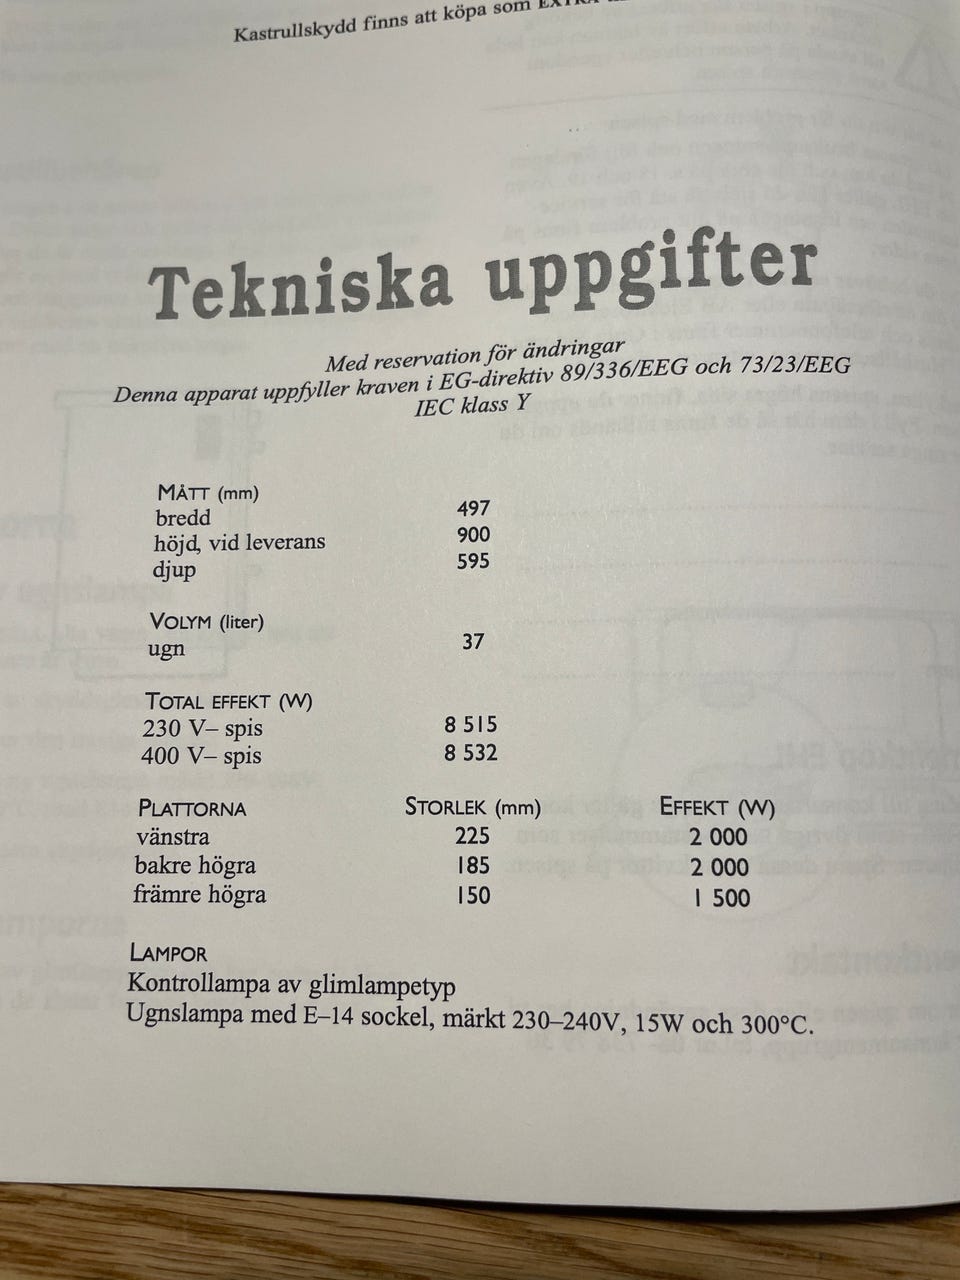 Kastrullskydd finns att köpa som
Tekniska uppgifter
Med reservation för ändringar
Denna apparat uppfyller kraven i EG-direktiv 89/336/EEG och 73/23/EEG
IEC klass Y
MÅTT (mm)
bredd 497
höjd, vid leverans 900
djup 595
VOLYM (liter)
ugn 37
TOTAL EFFEKT (W)
230 V– spis 8 515
400 V– spis 8 532
PLATTORNA STORLEK (mm) EFFEKT (W)
vänstra 225 2 000
bakre högra 185 2 000
främre högra 150 1 500
LAMPOR
Kontrollampa av glimlampetyp
Ugnslampa med E–14 sockel, märkt 230–240V, 15W och 300°C.